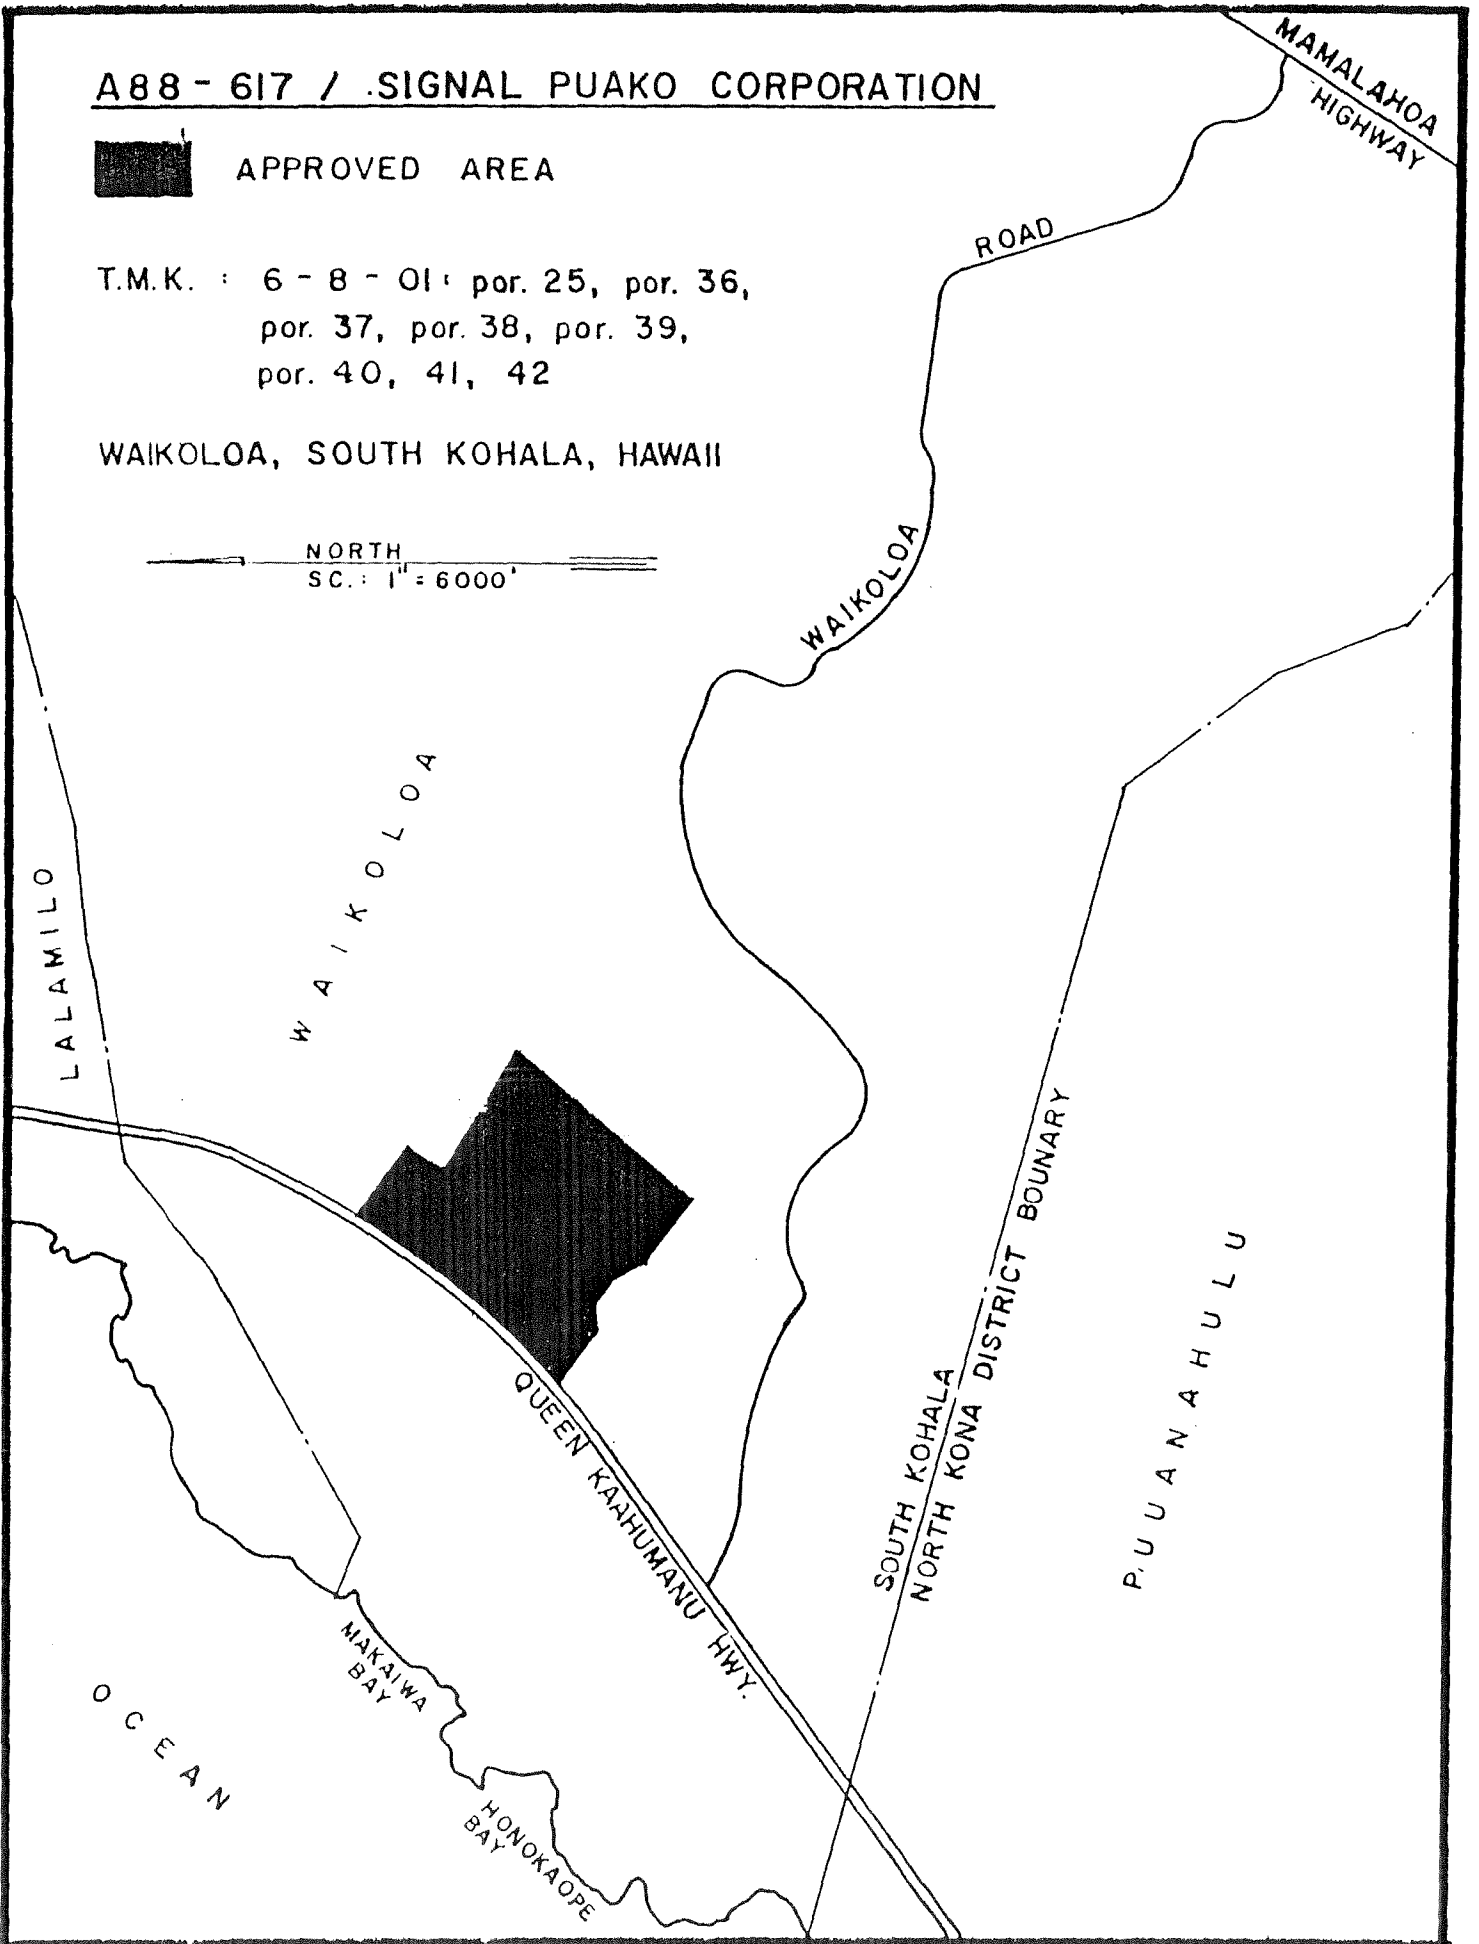 A88 - 617 / SIGNAL PUAKO CORPORATION
APPROVED AREA
T.M.K. : 6 - 8 - 01: por. 25, por. 36,
por. 37, por. 38, por. 39,
por. 40, 41, 42
WAIKOLOA, SOUTH KOHALA, HAWAII
NORTH
SC.: 1" = 6000'
MAMALAHOA
HIGHWAY
ROAD
WAIKOLOA
WAIKOLOA
LALAMILO
SOUTH KOHALA
NORTH KONA DISTRICT BOUNARY
PUUANAHULU
QUEEN KAAHUMANU HWY.
MAKAIWA
BAY
HONOKAOPE
BAY
OCEAN